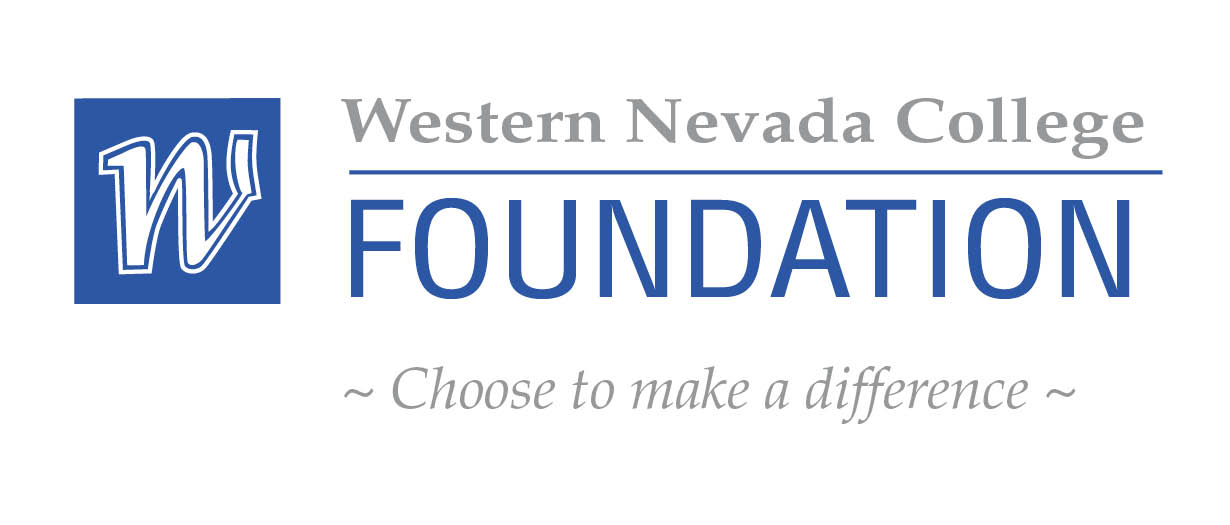 W
Western Nevada College
FOUNDATION
~ Choose to make a difference ~